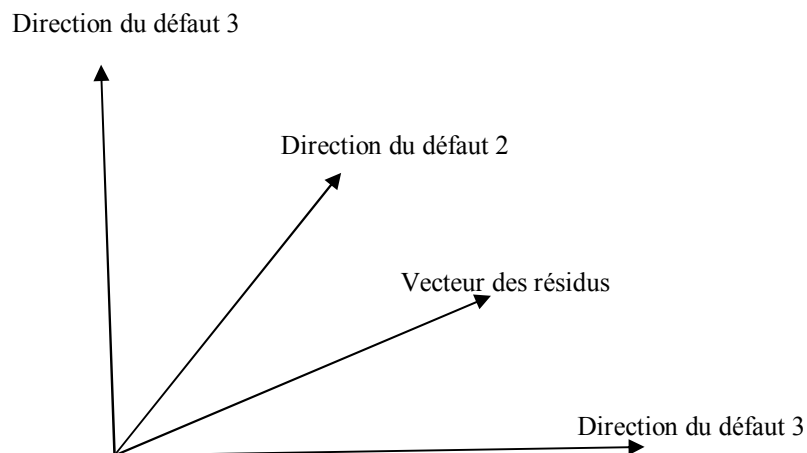 Direction du défaut 3
Direction du défaut 2
Vecteur des résidus
Direction du défaut 3